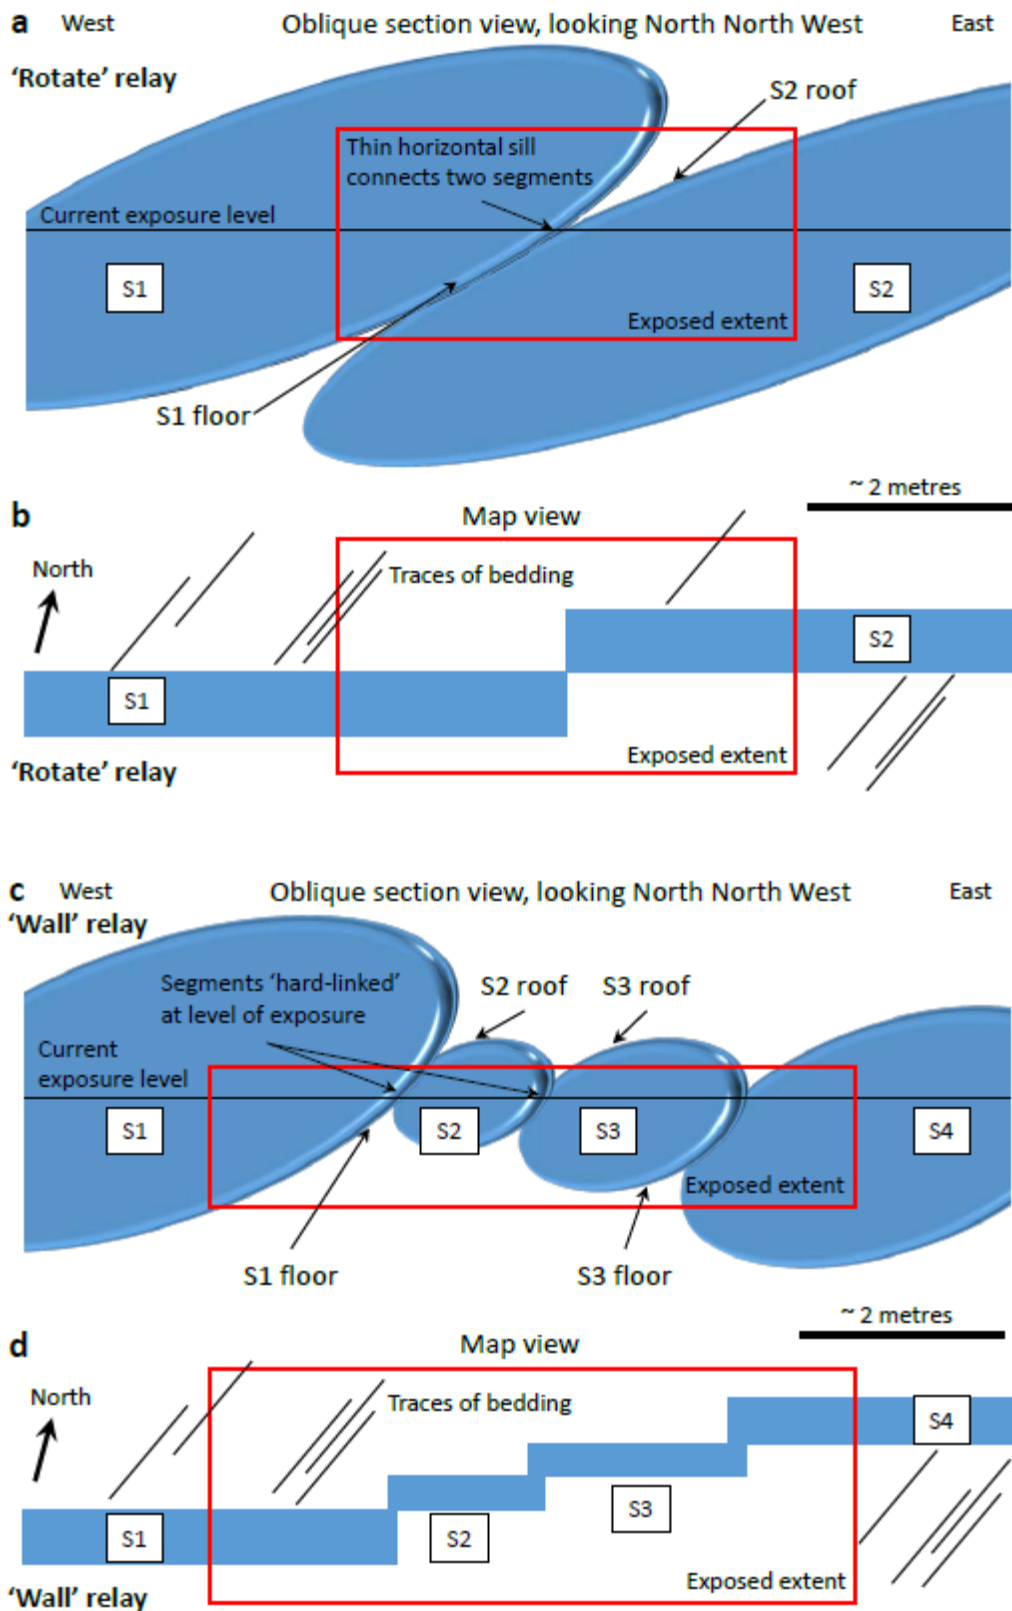 a West Oblique section view, looking North North West East
‘Rotate’ relay
S2 roof
Thin horizontal sill
connects two segments
Current exposure level
S1
S2
Exposed extent
S1 floor
~ 2 metres
b Map view
North
Traces of bedding
S2
S1
‘Rotate’ relay
Exposed extent
c West Oblique section view, looking North North West East
‘Wall’ relay
Segments ‘hard-linked’
at level of exposure
S2 roof S3 roof
Current
exposure level
S1
S2
S3
S4
Exposed extent
S1 floor S3 floor
~ 2 metres
d Map view
North
Traces of bedding
S4
S3
S1
S2
Exposed extent
‘Wall’ relay